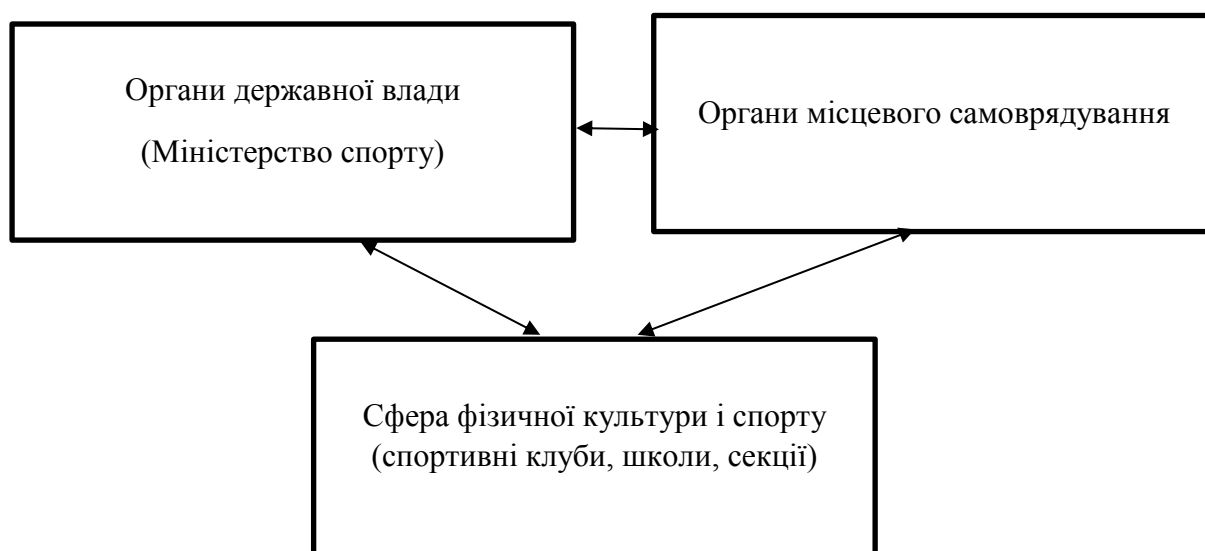 Органи державної влади
(Міністерство спорту)
Органи місцевого самоврядування
Сфера фізичної культури і спорту
(спортивні клуби, школи, секції)